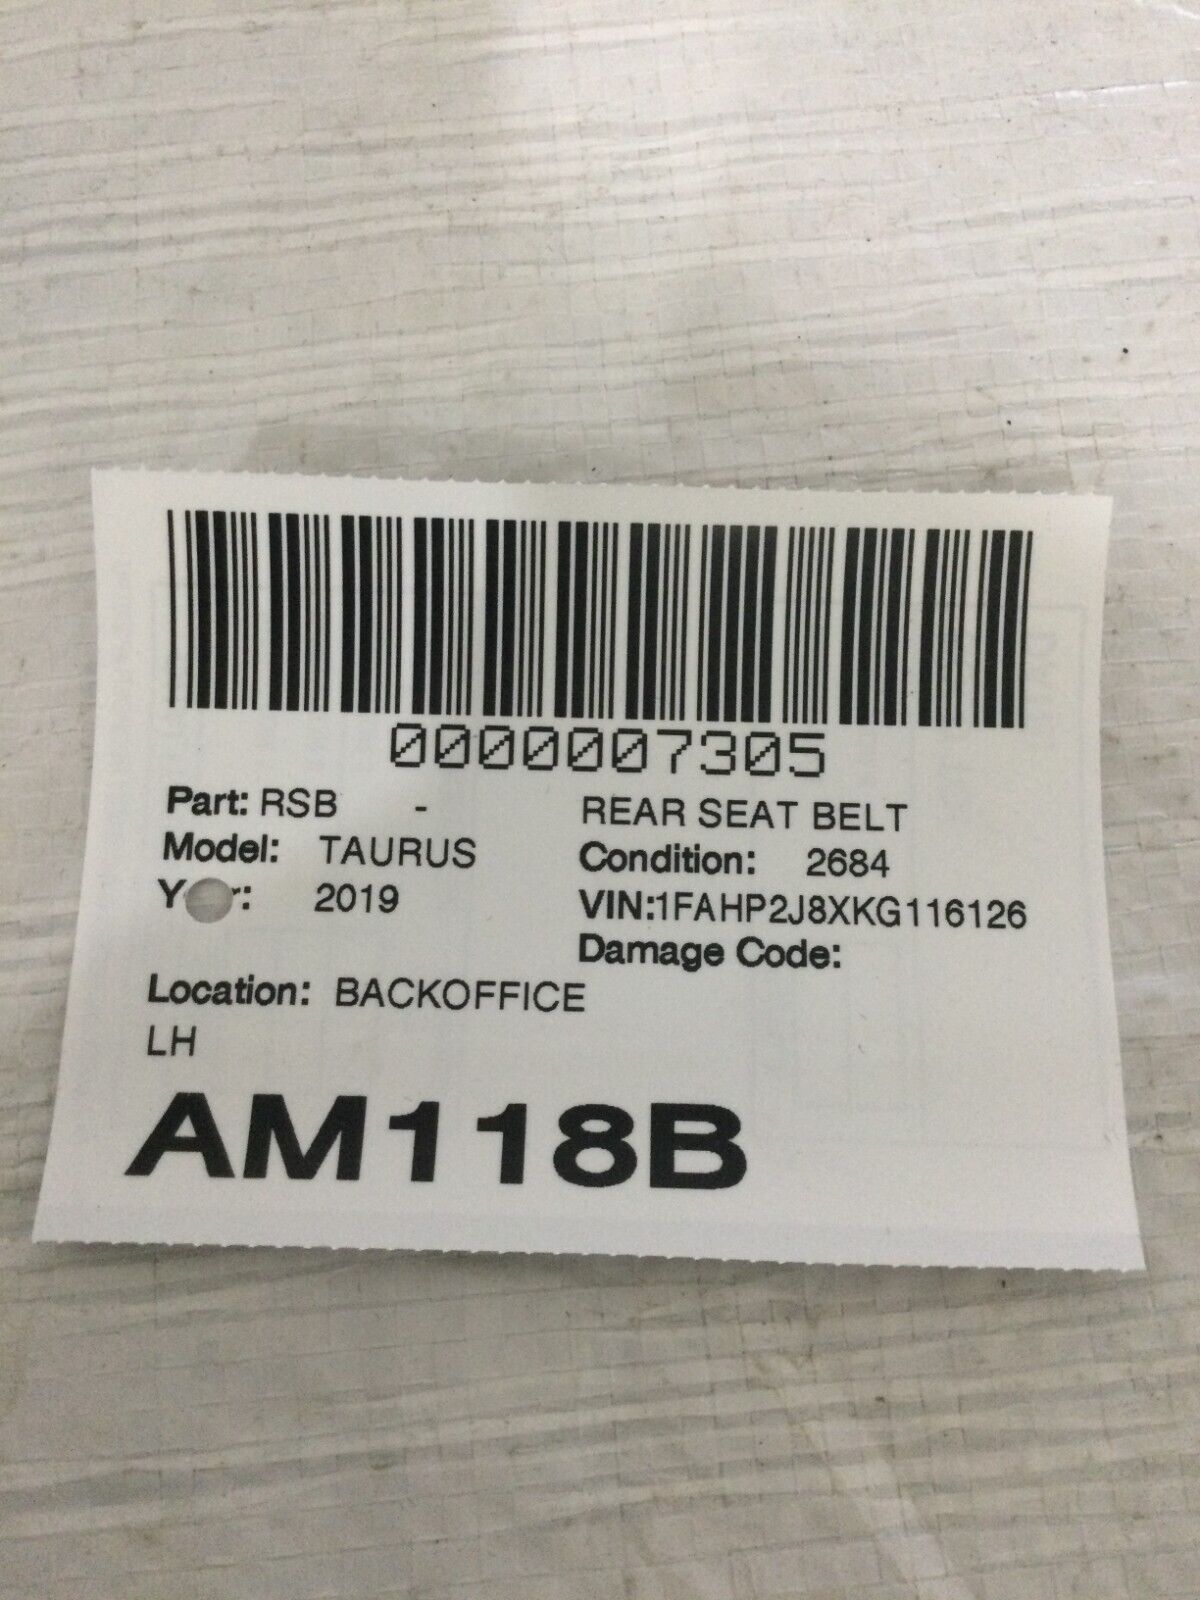 0000007305
Part: RSB - REAR SEAT BELT
Model: TAURUS Condition: 2684
2019 VIN:1FAHP2J8XKG116126
Damage Code:
Location: BACKOFFICE
LH
AM118B